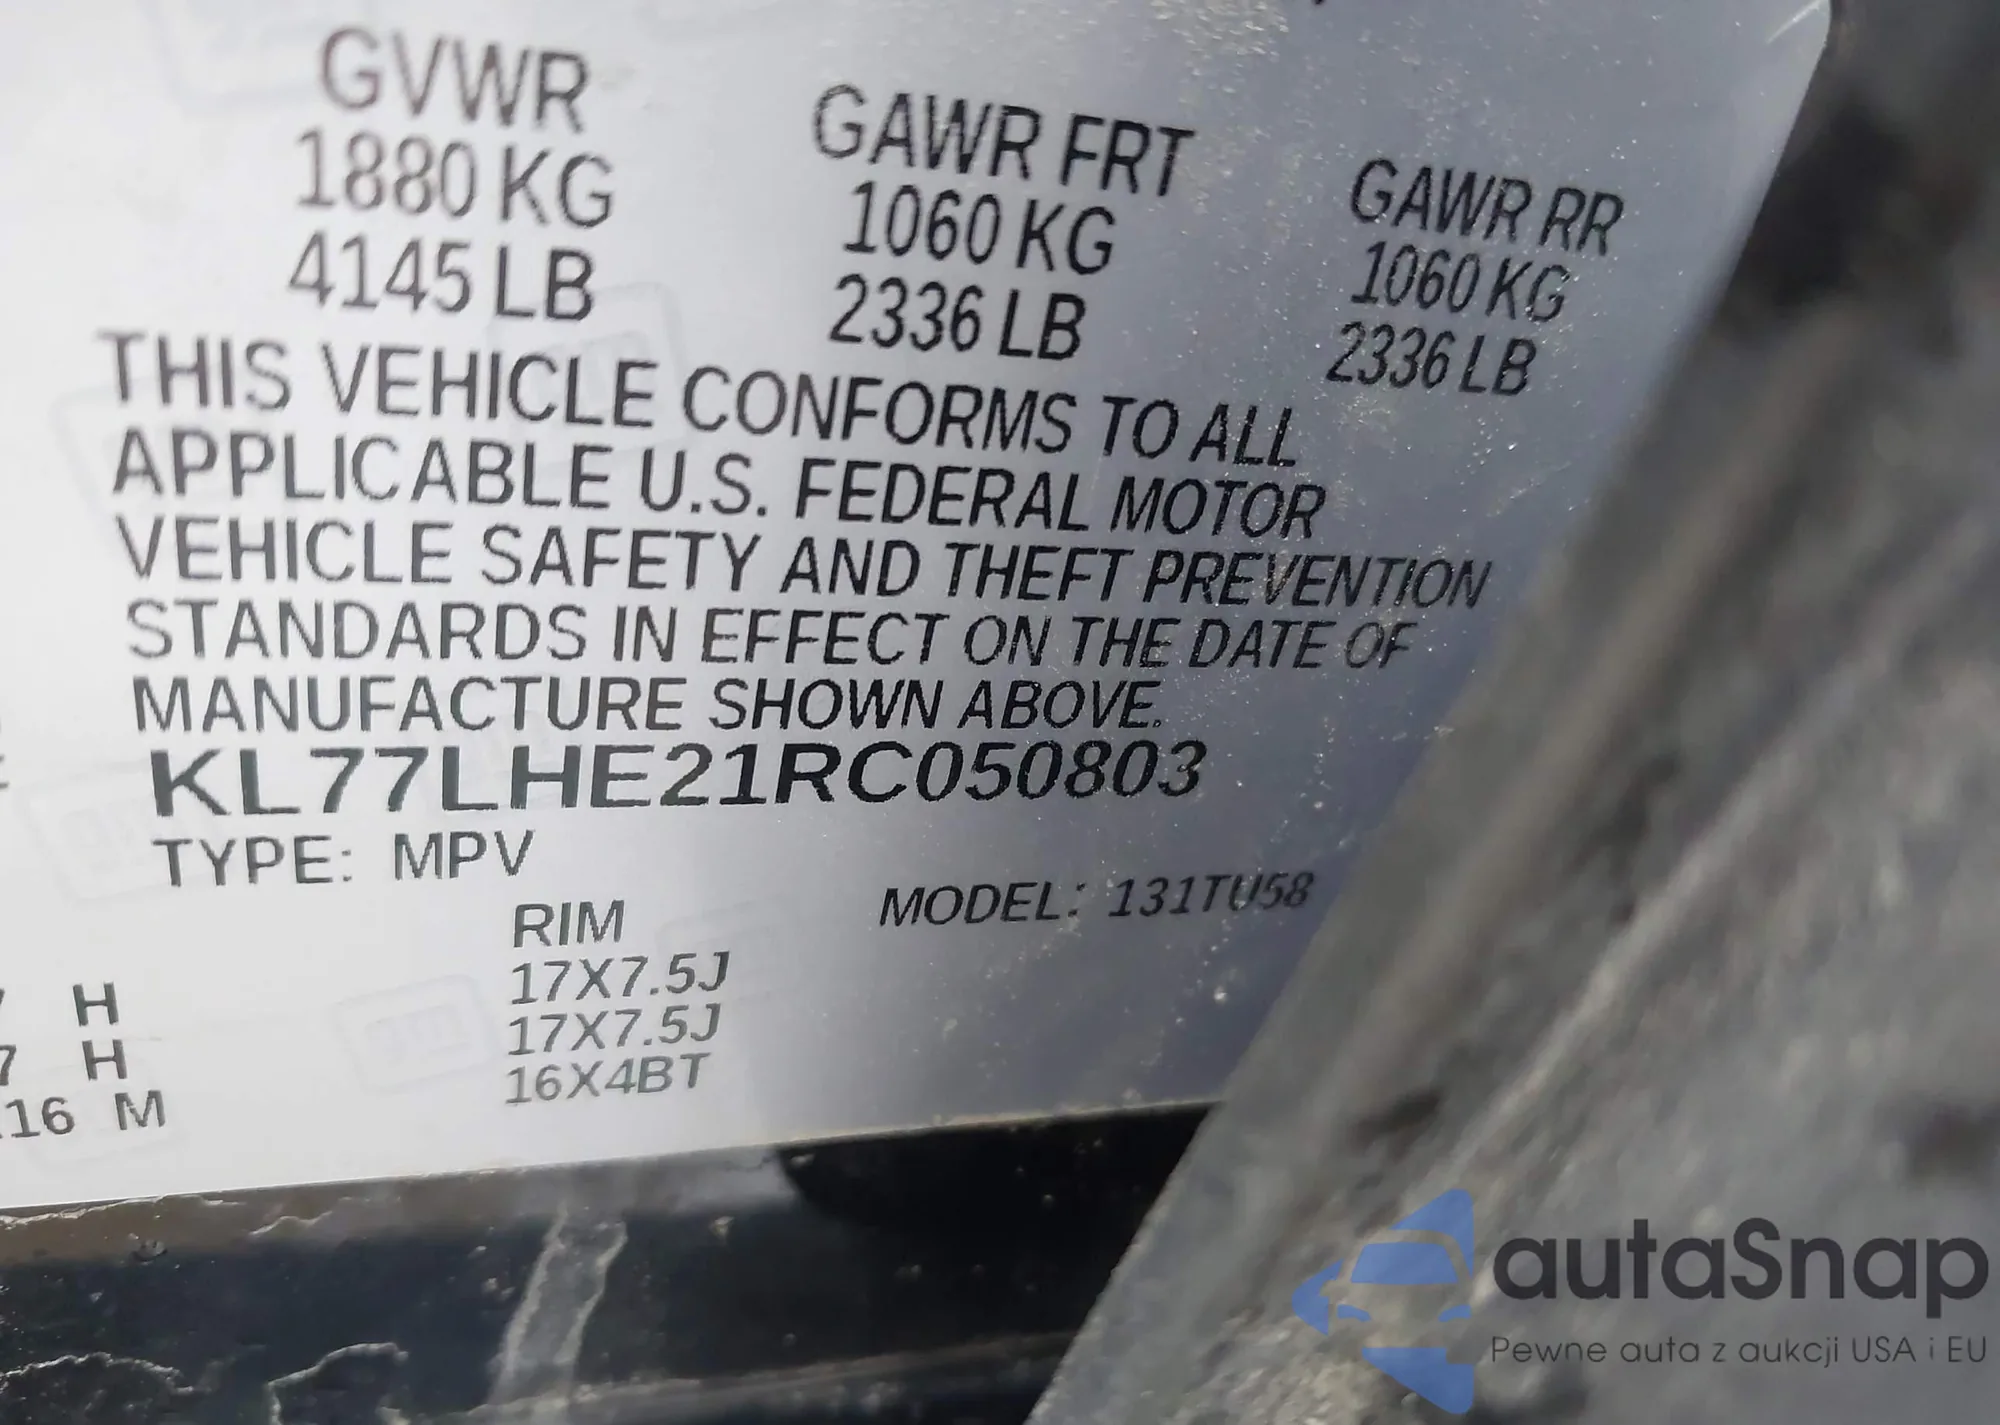 GVWR
1880 KG
4145 LB
GAWR FRT
1060 KG
2336 LB
GAWR RR
1060 KG
2336 LB
THIS VEHICLE CONFORMS TO ALL
APPLICABLE U.S. FEDERAL MOTOR
VEHICLE SAFETY AND THEFT PREVENTION
STANDARDS IN EFFECT ON THE DATE OF
MANUFACTURE SHOWN ABOVE.
KL77LHE21RC050803
TYPE: MPV
MODEL: 131TU58
RIM
H 17X7.5J
7 H 17X7.5J
16 M 16X4BT
autaSnap
Pewne auta z aukcji USA i EU